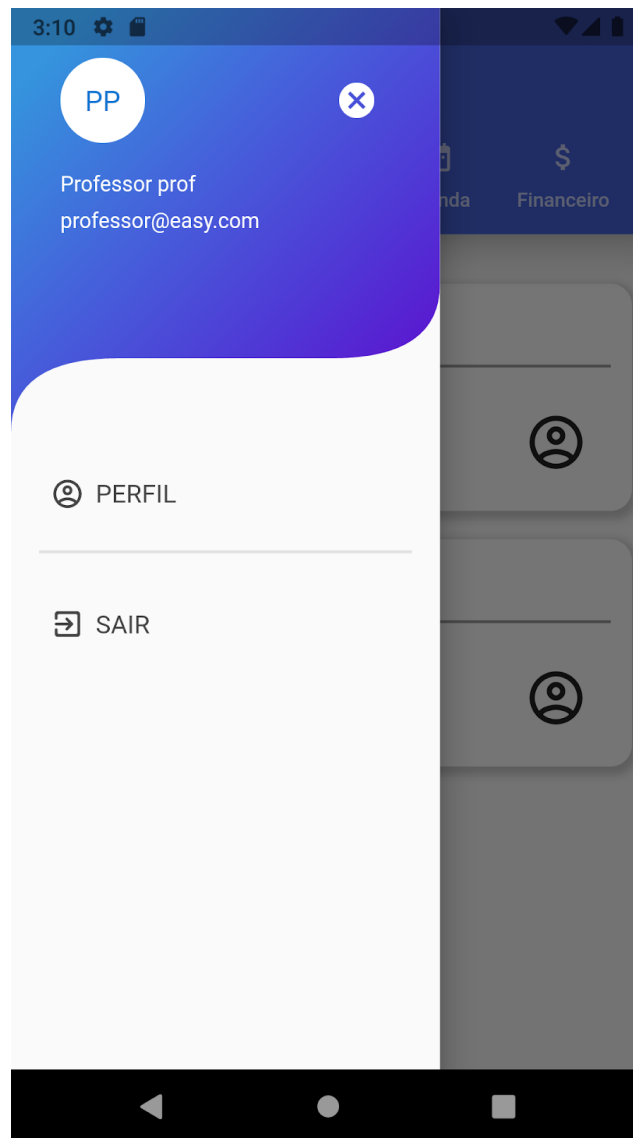 3:10
PP
Professor prof
professor@easy.com
nda
Financeiro
PERFIL
SAIR